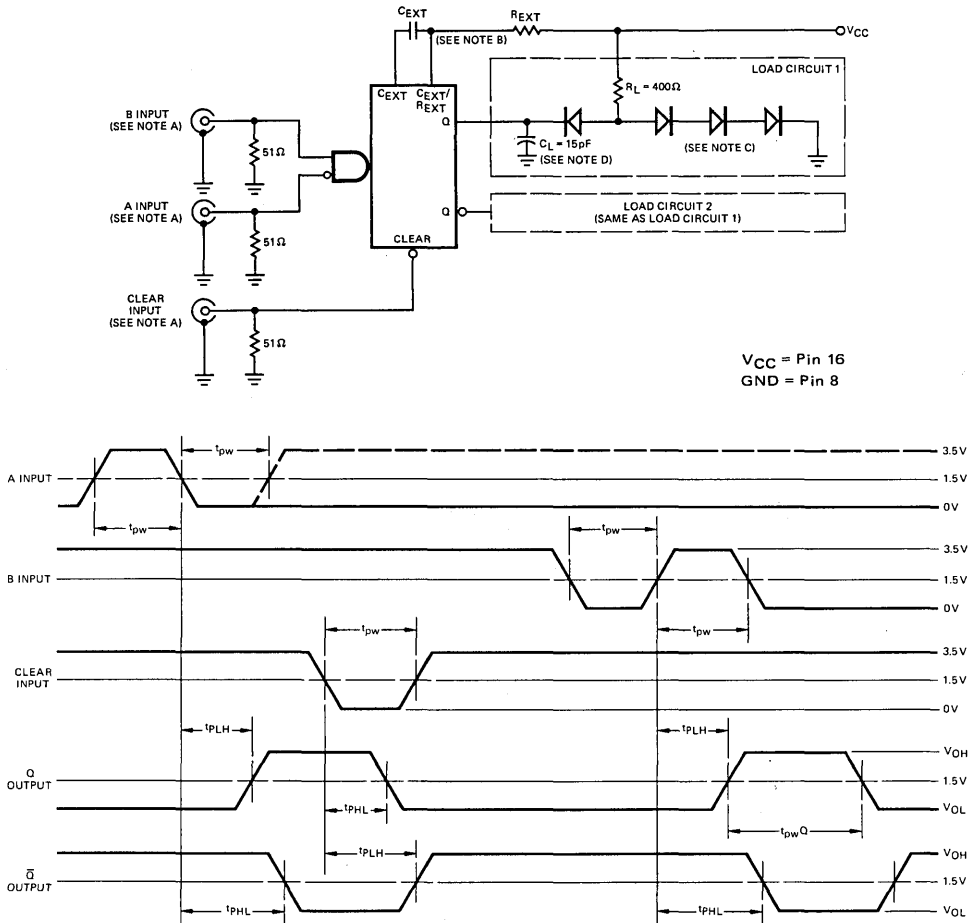 CEXT
(SEE NOTE B)
REXT
VCC
LOAD CIRCUIT 1
RL = 400Ω
CEXT
CEXT/
REXT
Q
CL = 15pF
(SEE NOTE D)
(SEE NOTE C)
B INPUT
(SEE NOTE A)
51Ω
A INPUT
(SEE NOTE A)
51Ω
Q
LOAD CIRCUIT 2
(SAME AS LOAD CIRCUIT 1)
CLEAR
CLEAR
INPUT
(SEE NOTE A)
51Ω
VCC = Pin 16
GND = Pin 8
tpw
3.5V
A INPUT
1.5V
0V
tpw
tpw
3.5V
B INPUT
1.5V
0V
tpw
tpw
3.5V
CLEAR
INPUT
1.5V
0V
tPLH
tPLH
VOH
Q
OUTPUT
1.5V
tPHL
VOL
tpwQ
tPLH
VOH
Q̅
OUTPUT
1.5V
tPHL
tPHL
VOL